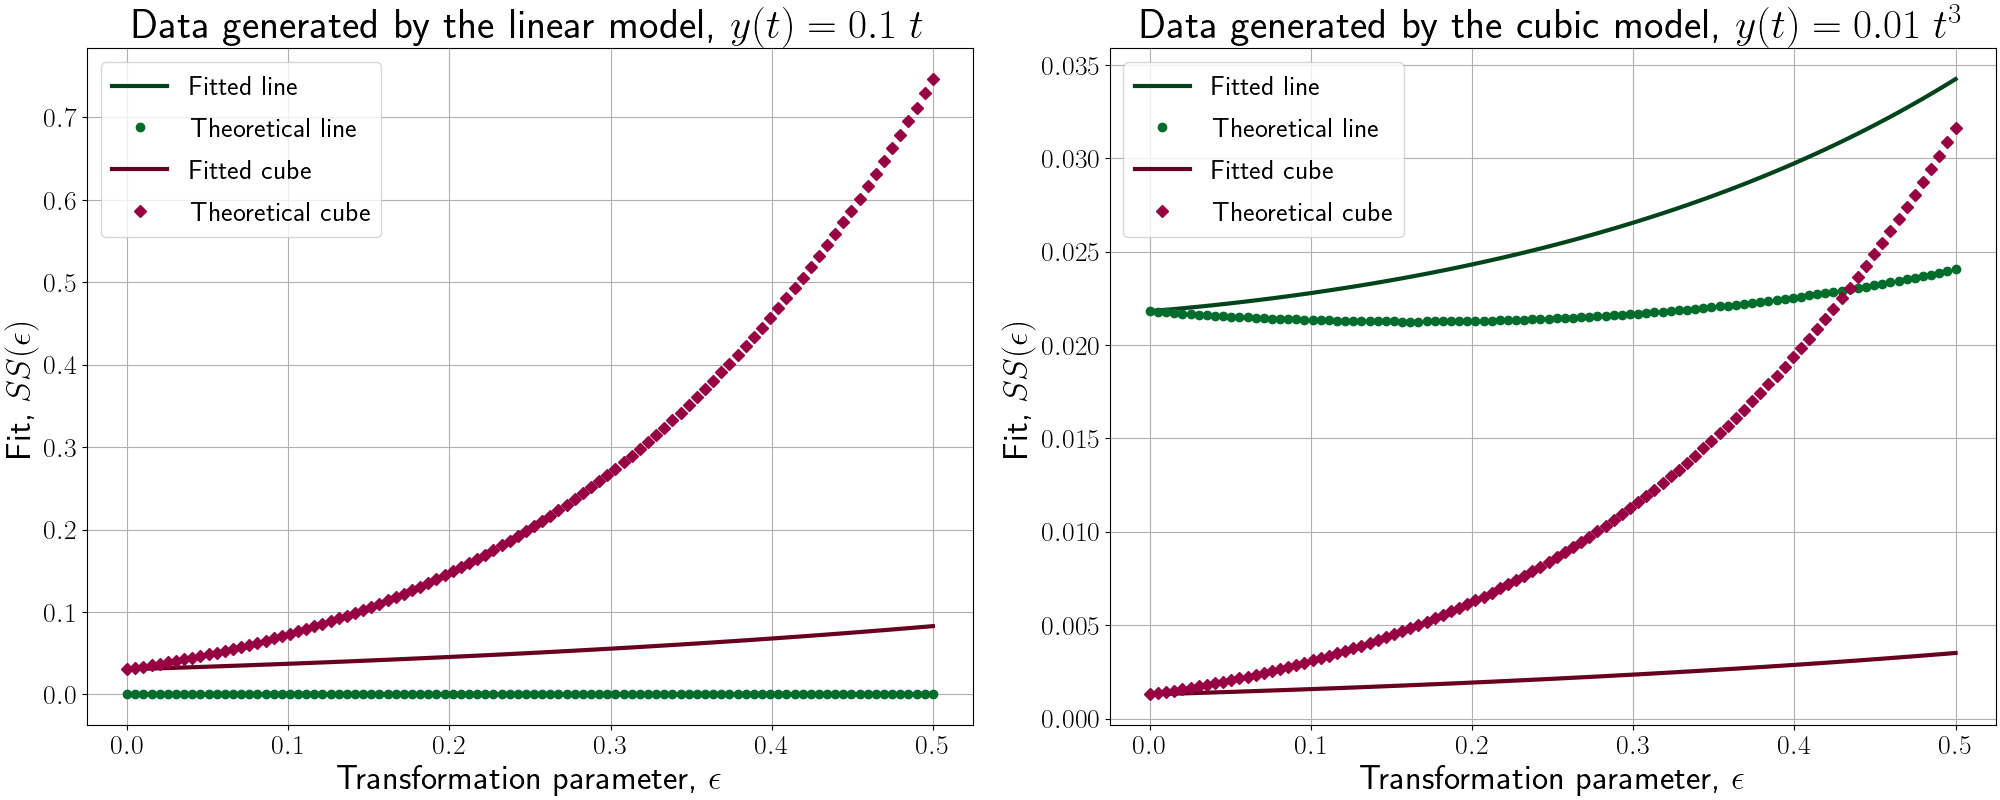 Data generated by the linear model, y(t) = 0.1 t
Fitted line
Theoretical line
Fitted cube
Theoretical cube
Fit, SS(ϵ)
0.7
0.6
0.5
0.4
0.3
0.2
0.1
0.0
0.0 0.1 0.2 0.3 0.4 0.5
Transformation parameter, ϵ
Data generated by the cubic model, y(t) = 0.01 t³
Fitted line
Theoretical line
Fitted cube
Theoretical cube
Fit, SS(ϵ)
0.035
0.030
0.025
0.020
0.015
0.010
0.005
0.000
0.0 0.1 0.2 0.3 0.4 0.5
Transformation parameter, ϵ